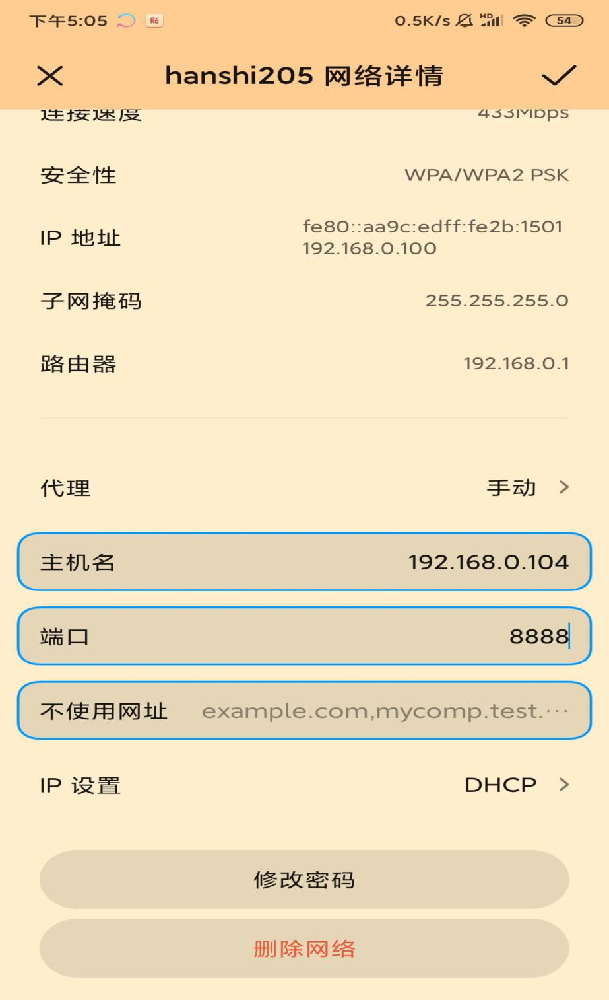 下午5:05 贴 0.5K/s HD 54
hanshi205 网络详情
连接速度 433Mbps
安全性 WPA/WPA2 PSK
IP 地址 fe80::aa9c:edff:fe2b:1501
192.168.0.100
子网掩码 255.255.255.0
路由器 192.168.0.1
代理 手动
主机名 192.168.0.104
端口 8888
不使用网址 example.com,mycomp.test.···
IP 设置 DHCP
修改密码
删除网络